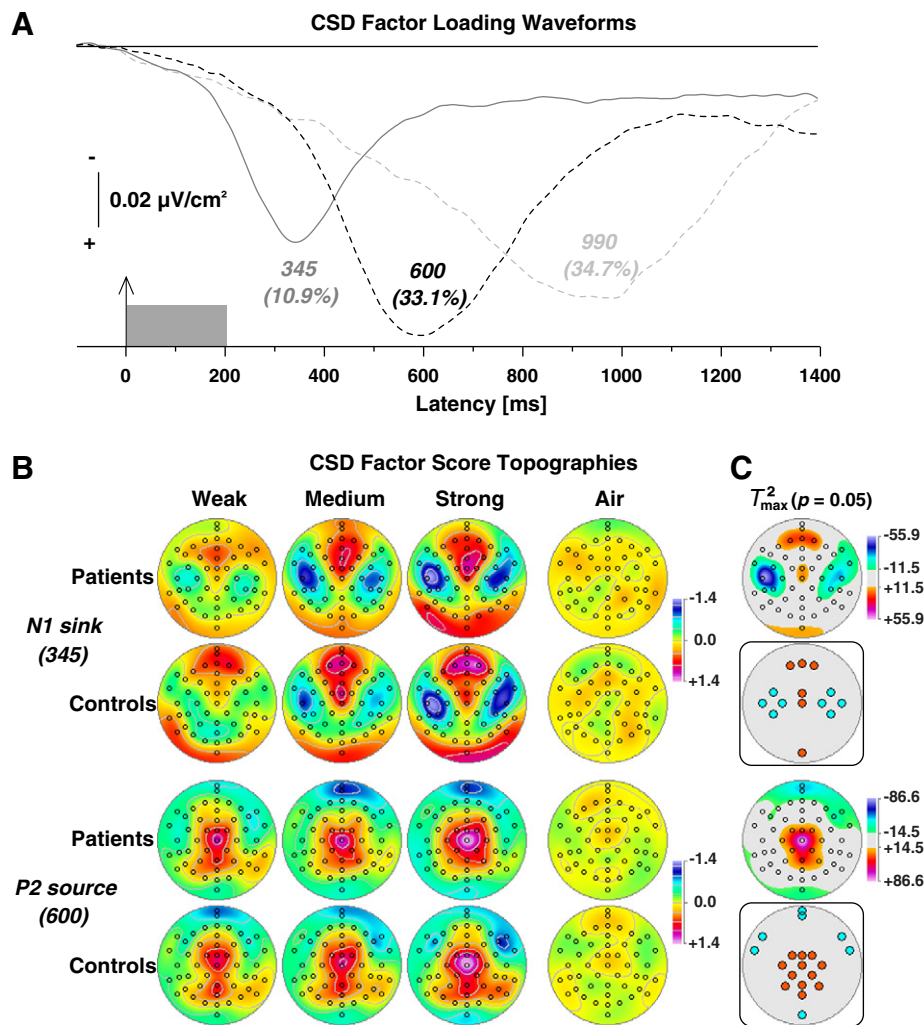 A
CSD Factor Loading Waveforms
-
0.02 µV/cm²
+
345
(10.9%)
600
(33.1%)
990
(34.7%)
0 200 400 600 800 1000 1200 1400
Latency [ms]
B
CSD Factor Score Topographies
C
Weak Medium Strong Air
T²max (p = 0.05)
Patients
N1 sink
(345)
Controls
-1.4
0.0
+1.4
-55.9
-11.5
+11.5
+55.9
Patients
P2 source
(600)
Controls
-1.4
0.0
+1.4
-86.6
-14.5
+14.5
+86.6